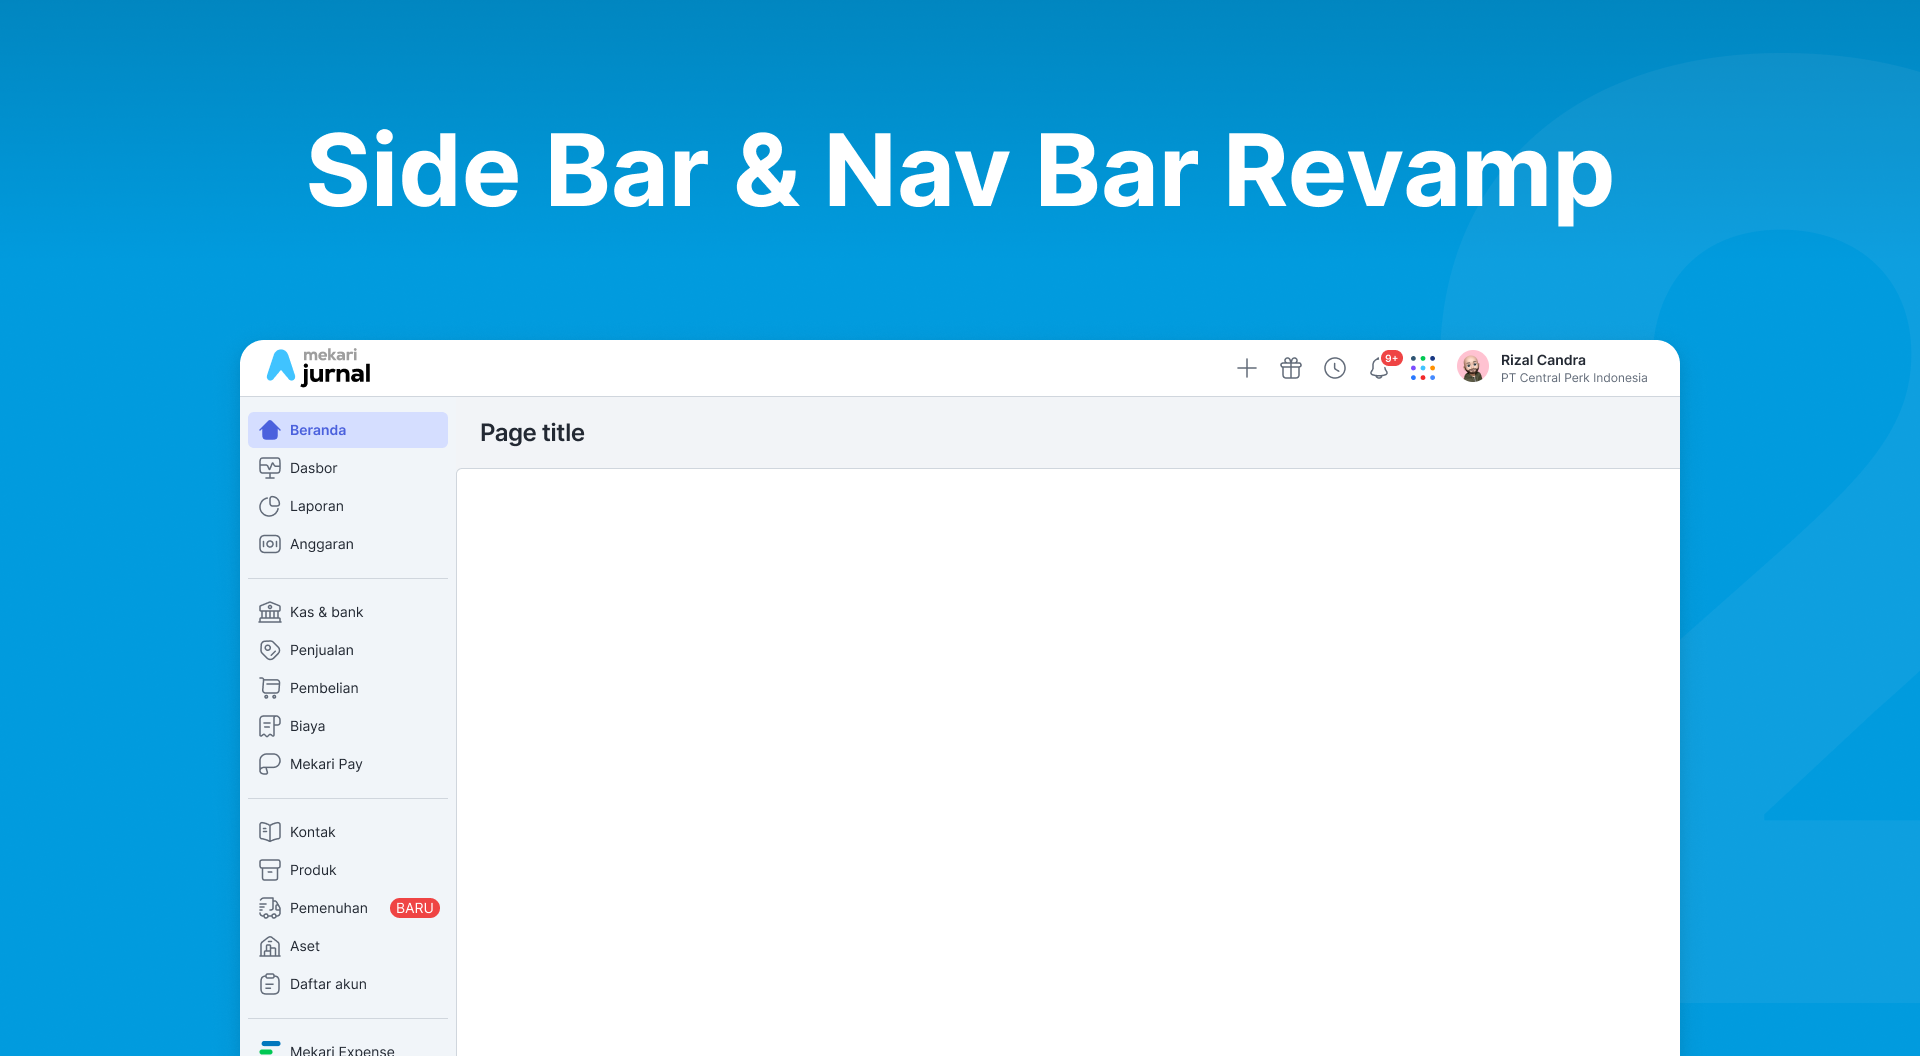 Side Bar & Nav Bar Revamp
mekari
jurnal
9+
Rizal Candra
PT Central Perk Indonesia
Beranda
Page title
Dasbor
Laporan
Anggaran
Kas & bank
Penjualan
Pembelian
Biaya
Mekari Pay
Kontak
Produk
Pemenuhan BARU
Aset
Daftar akun
Mekari Expense
2